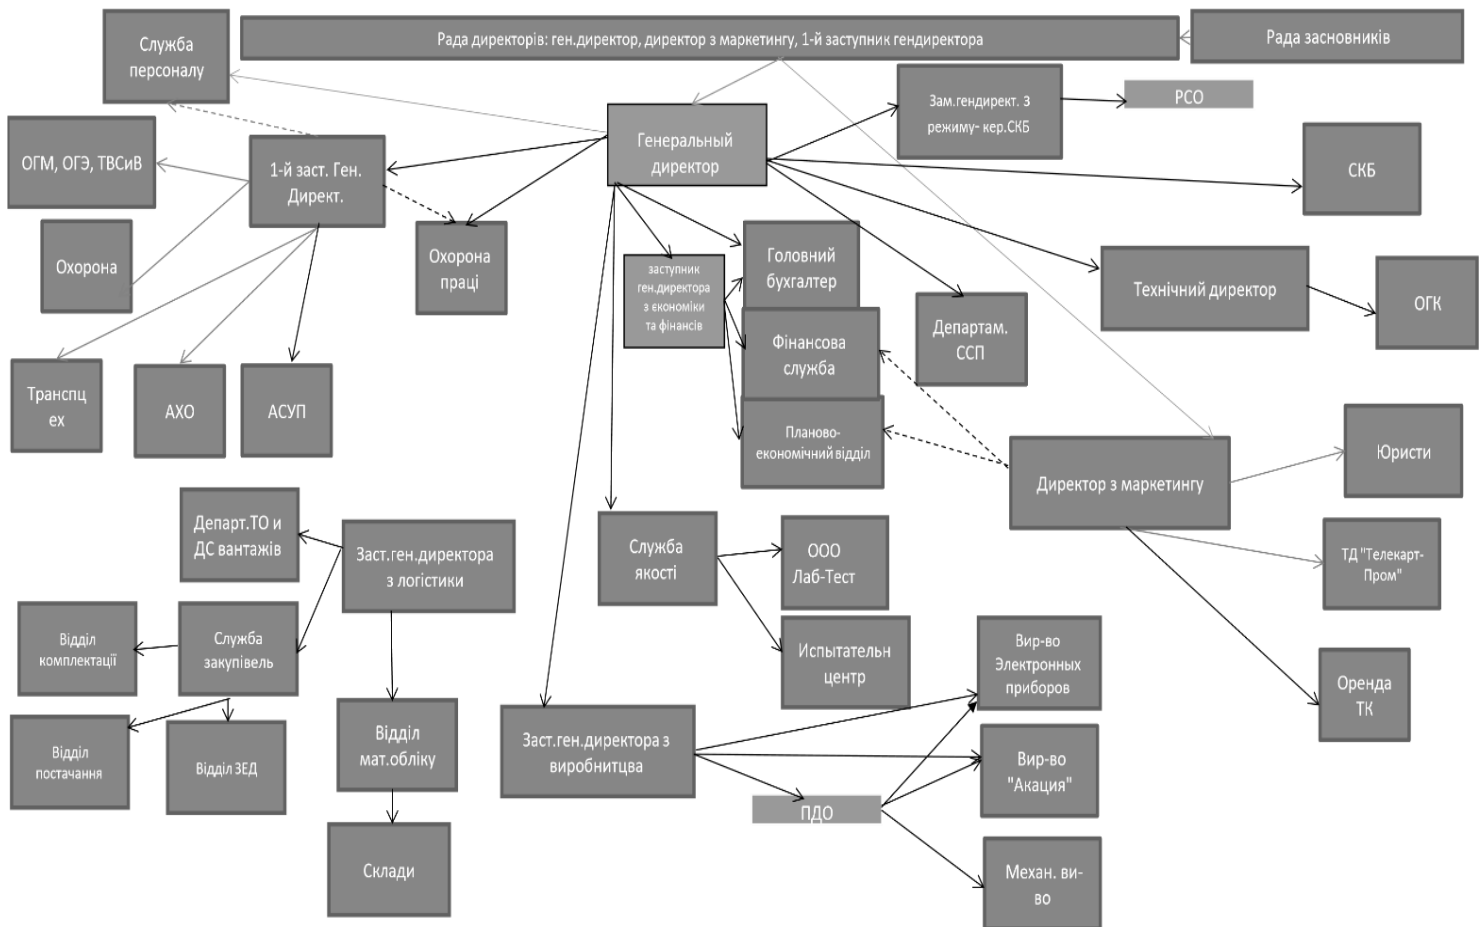 Служба
персоналу
Рада директорів: ген.директор, директор з маркетингу, 1-й заступник гендиректора
Рада засновників
Зам.гендирект. З
режиму- кер.СКБ
РСО
Генеральный
директор
ОГМ, ОГЭ, ТВСиВ
1-й заст. Ген.
Директ.
СКБ
Охорона
Охорона
праці
заступник
ген.директора
з єкономіки
та фінансів
Головний
бухгалтер
Технічний директор
ОГК
Департам.
ССП
Фінансова
служба
Транспц
ех
АХО
АСУП
Планово-
економічний відділ
Директор з маркетингу
Юристи
Департ.ТО и
ДС вантажів
Заст.ген.директора
з логістики
Служба
якості
ООО
Лаб-Тест
ТД "Телекарт-
Пром"
Відділ
комплектації
Служба
закупівель
Испытательн
центр
Вир-во
Электронных
приборов
Оренда
ТК
Відділ
постачання
Відділ ЗЕД
Відділ
мат.обліку
Заст.ген.директора з
виробнитцва
Вир-во
"Акация"
ПДО
Склади
Механ. ви-
во